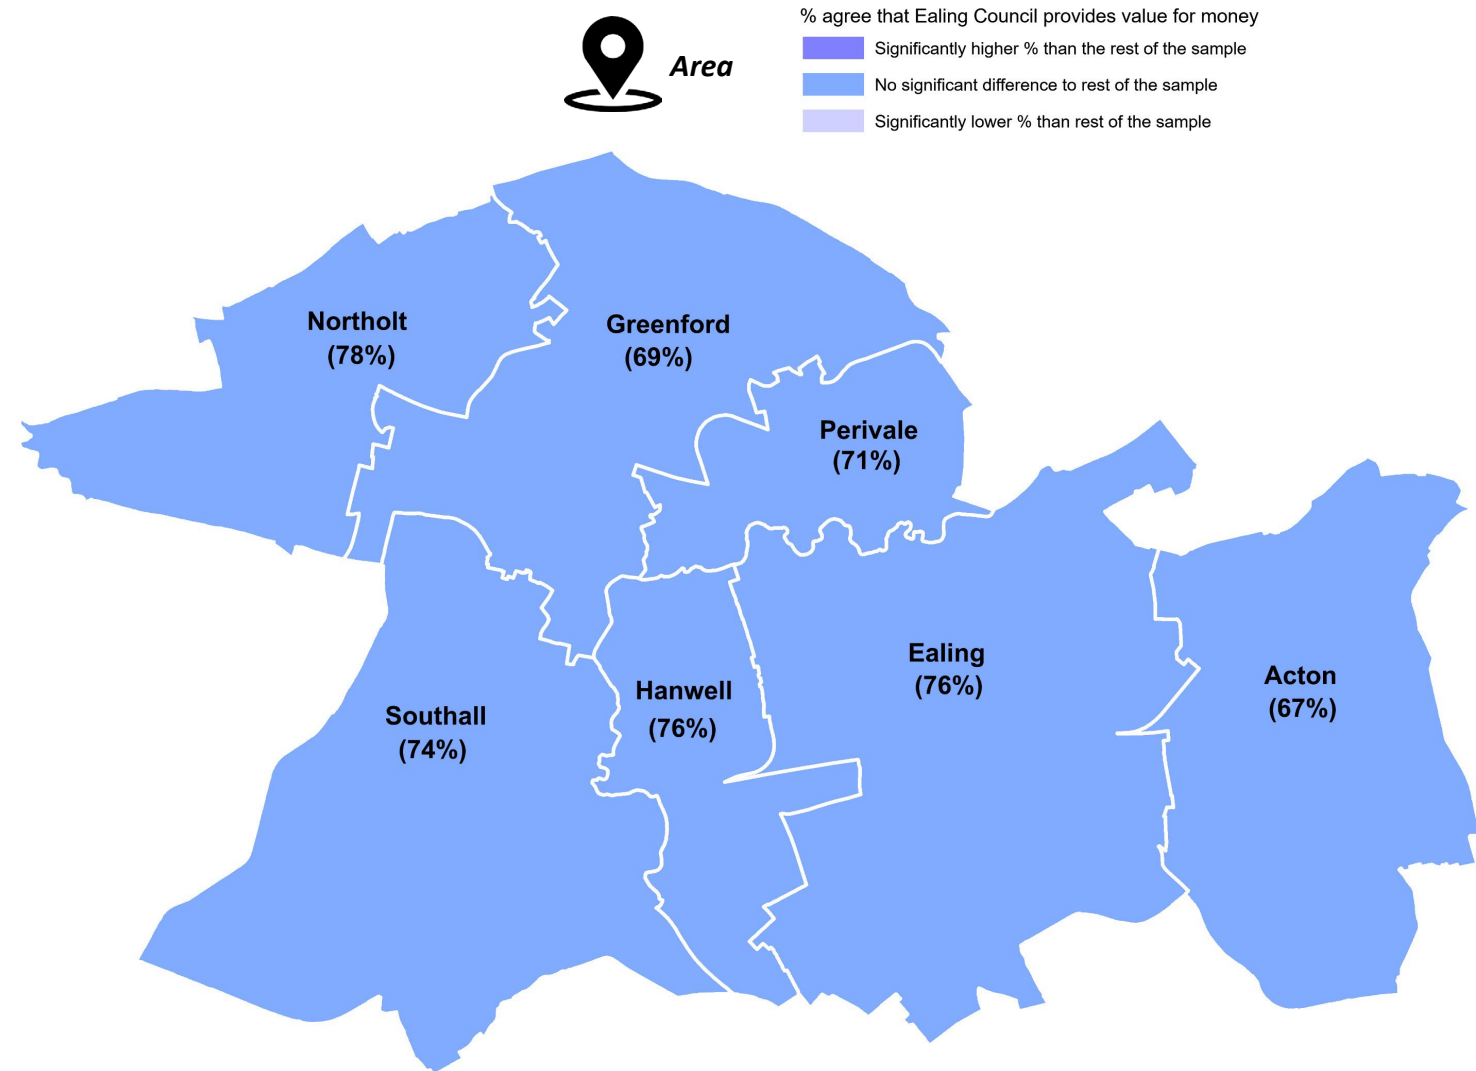 % agree that Ealing Council provides value for money
Significantly higher % than the rest of the sample
Area
No significant difference to rest of the sample
Significantly lower % than rest of the sample
Northolt
(78%)
Greenford
(69%)
Perivale
(71%)
Ealing
(76%)
Acton
(67%)
Hanwell
(76%)
Southall
(74%)